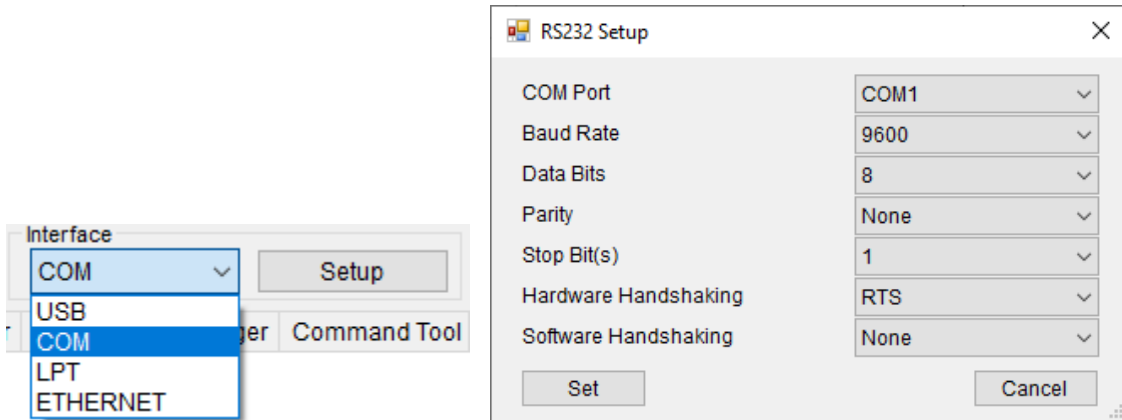 Interface
COM
Setup
USB
COM
LPT
ETHERNET
Command Tool
RS232 Setup
COM Port COM1
Baud Rate 9600
Data Bits 8
Parity None
Stop Bit(s) 1
Hardware Handshaking RTS
Software Handshaking None
Set Cancel